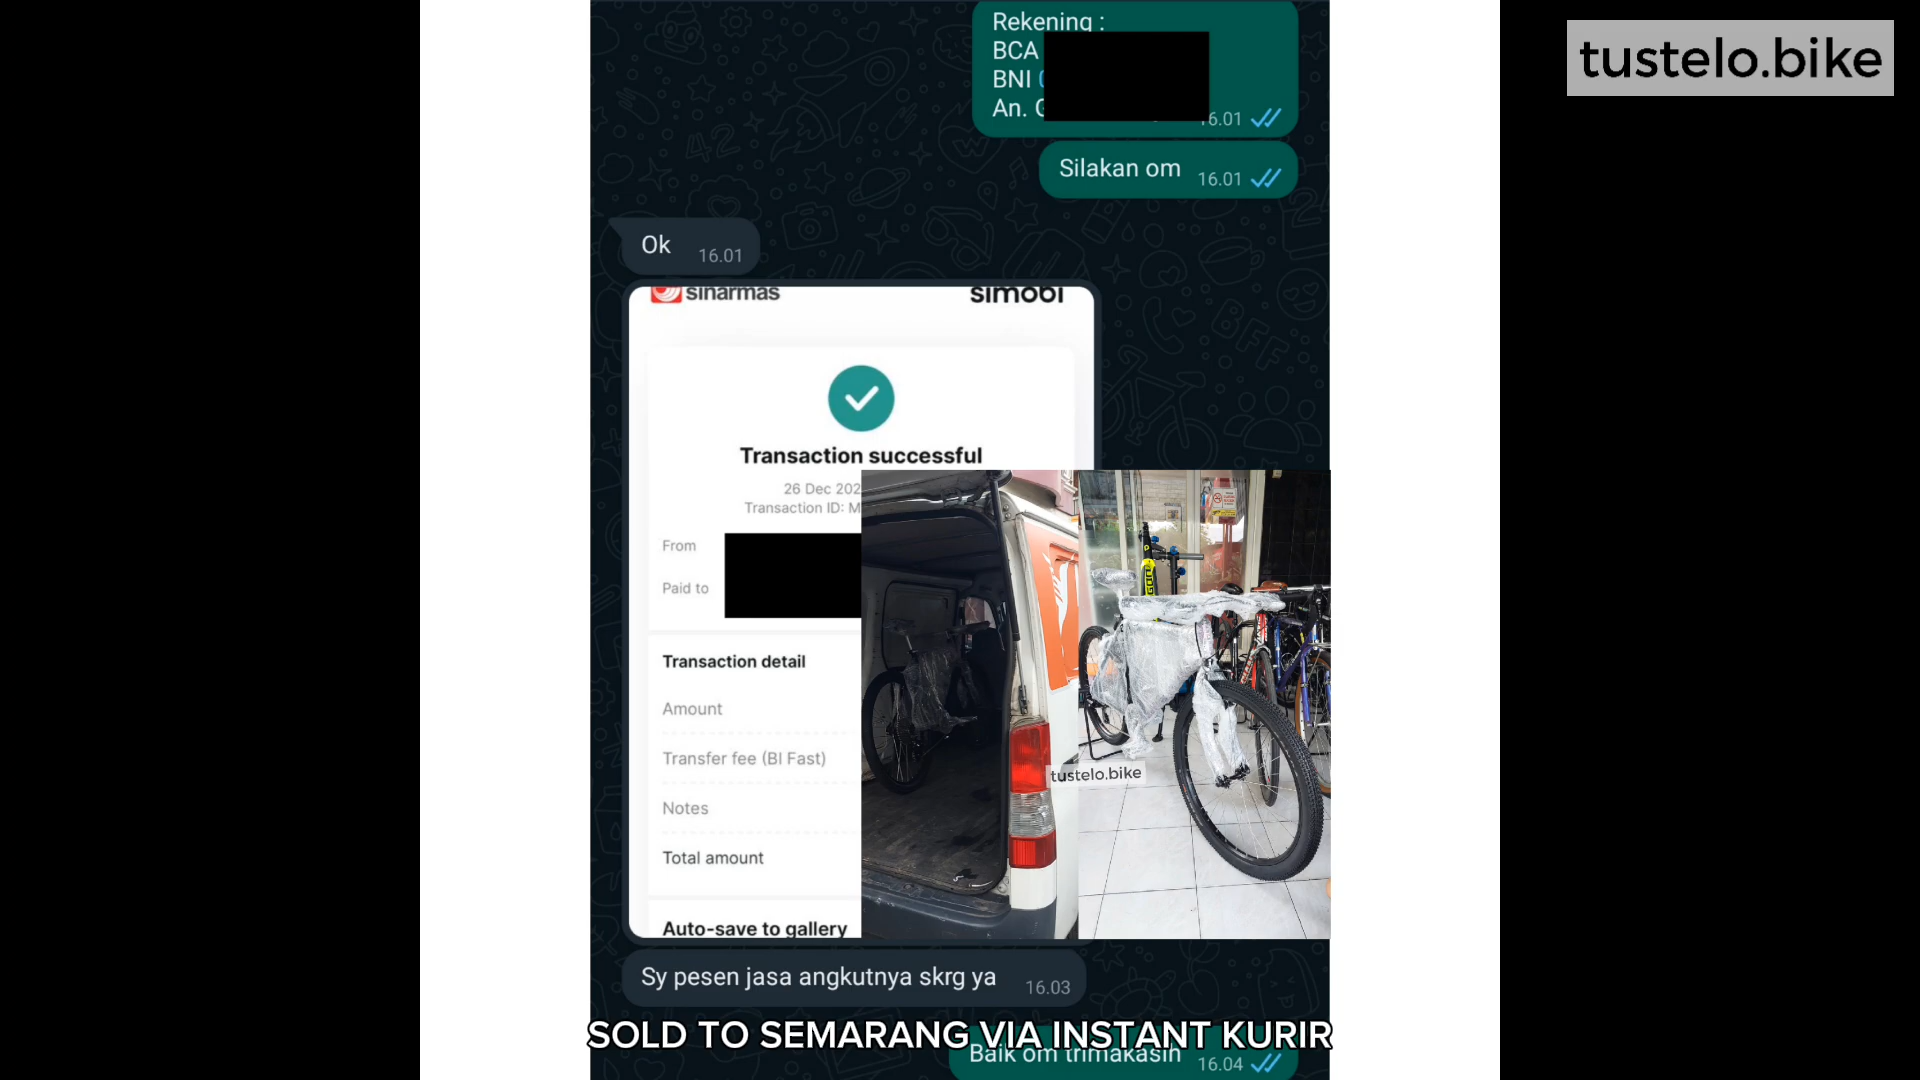 tustelo.bike
Rekening :
BCA
BNI
An.
16.01
Silakan om 16.01
Ok 16.01
sinarmas simobi
Transaction successful
26 Dec 202
Transaction ID: M
From
Paid to
Transaction detail
Amount
Transfer fee (BI Fast)
Notes
Total amount
Auto-save to gallery
tustelo.bike
Sy pesen jasa angkutnya skrg ya 16.03
SOLD TO SEMARANG VIA INSTANT KURIR
Baik om trimakasih 16.04